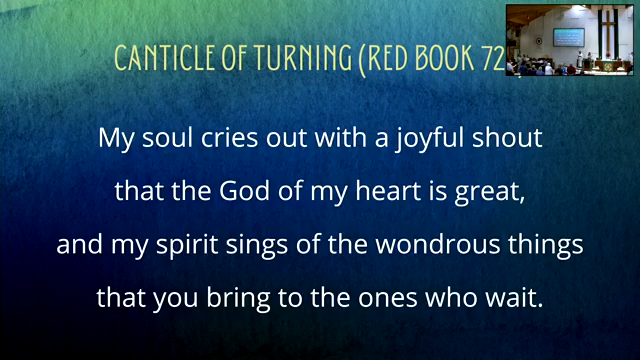 CANTICLE OF TURNING (RED BOOK 72
My soul cries out with a joyful shout
that the God of my heart is great,
and my spirit sings of the wondrous things
that you bring to the ones who wait.